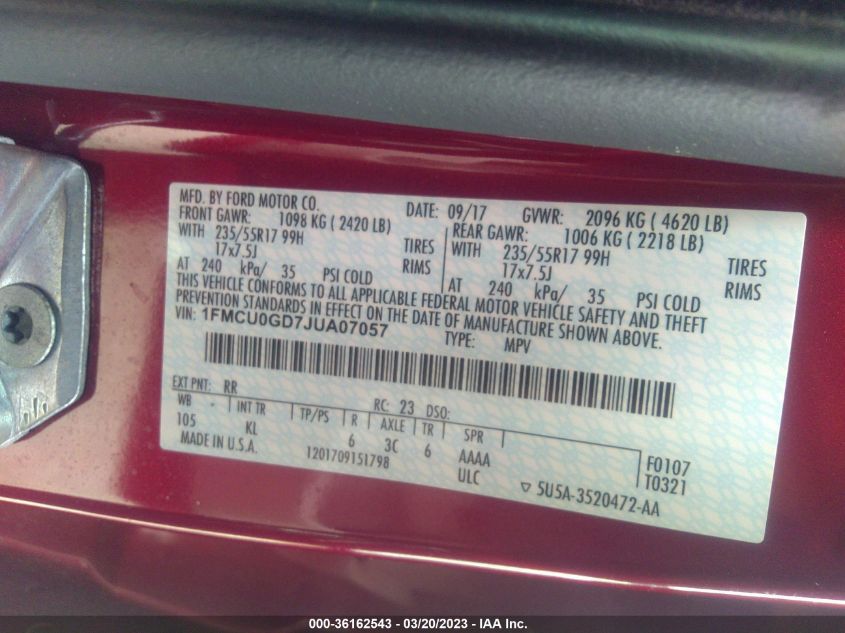 MFD. BY FORD MOTOR CO. DATE: 09/17 GVWR: 2096 KG ( 4620 LB)
FRONT GAWR: 1098 KG ( 2420 LB) REAR GAWR: 1006 KG ( 2218 LB)
WITH 235/55R17 99H TIRES WITH 235/55R17 99H TIRES
17x7.5J RIMS 17x7.5J RIMS
AT 240 kPa/ 35 PSI COLD AT 240 kPa/ 35 PSI COLD
THIS VEHICLE CONFORMS TO ALL APPLICABLE FEDERAL MOTOR VEHICLE SAFETY AND THEFT
PREVENTION STANDARDS IN EFFECT ON THE DATE OF MANUFACTURE SHOWN ABOVE.
VIN: 1FMCU0GD7JUA07057 TYPE: MPV
EXT PNT: RR RC: 23 DSO:
WB INT TR TP/PS R AXLE TR SPR
105 KL 6 3C 6 AAAA F0107
MADE IN U.S.A. 1201709151798 ULC T0321
▽ 5U5A-3520472-AA
000-36162543 - 03/20/2023 - IAA Inc.